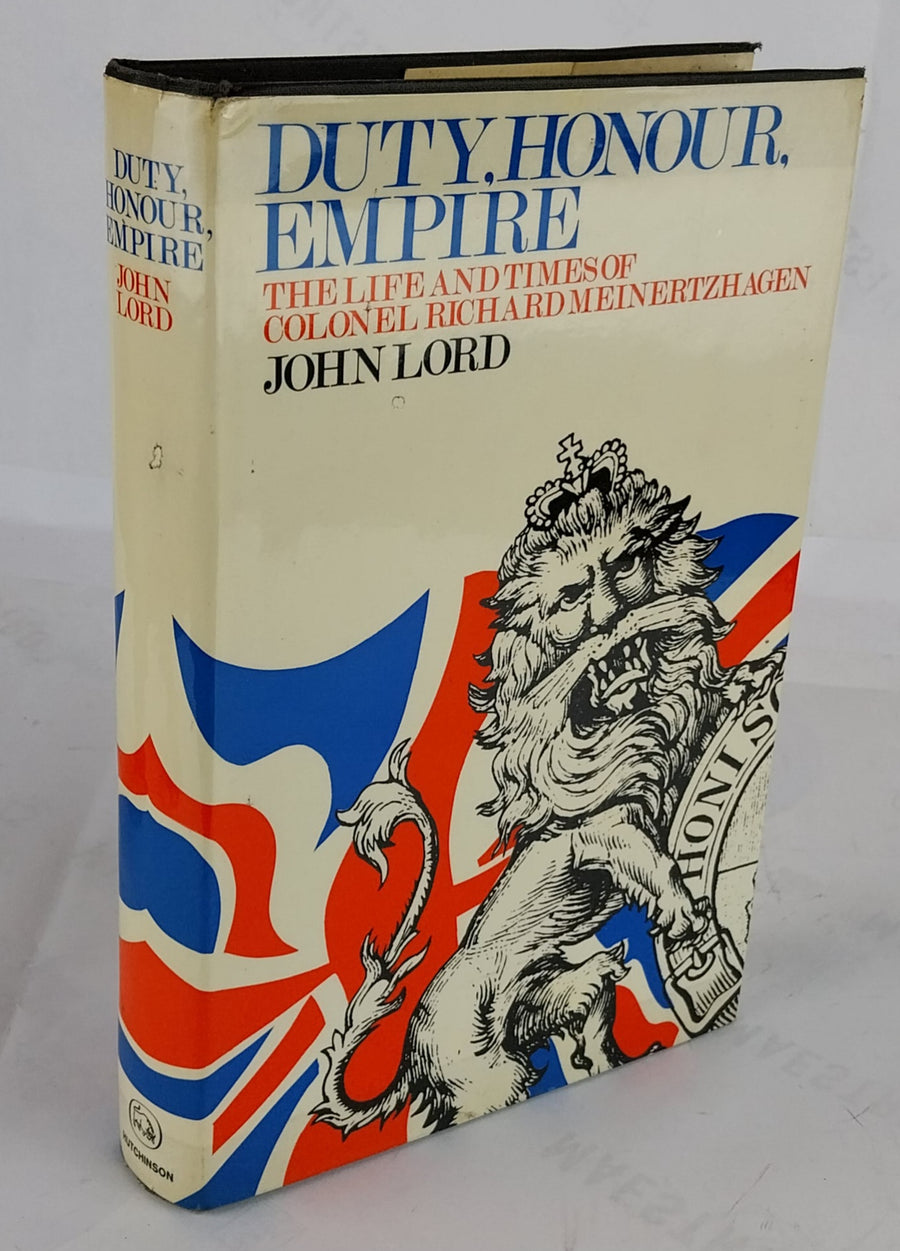 DUTY,
HONOUR,
EMPIRE
JOHN
LORD
HUTCHINSON
DUTY, HONOUR,
EMPIRE
THE LIFE AND TIMES OF
COLONEL RICHARD MEINERTZHAGEN
JOHN LORD
HONI